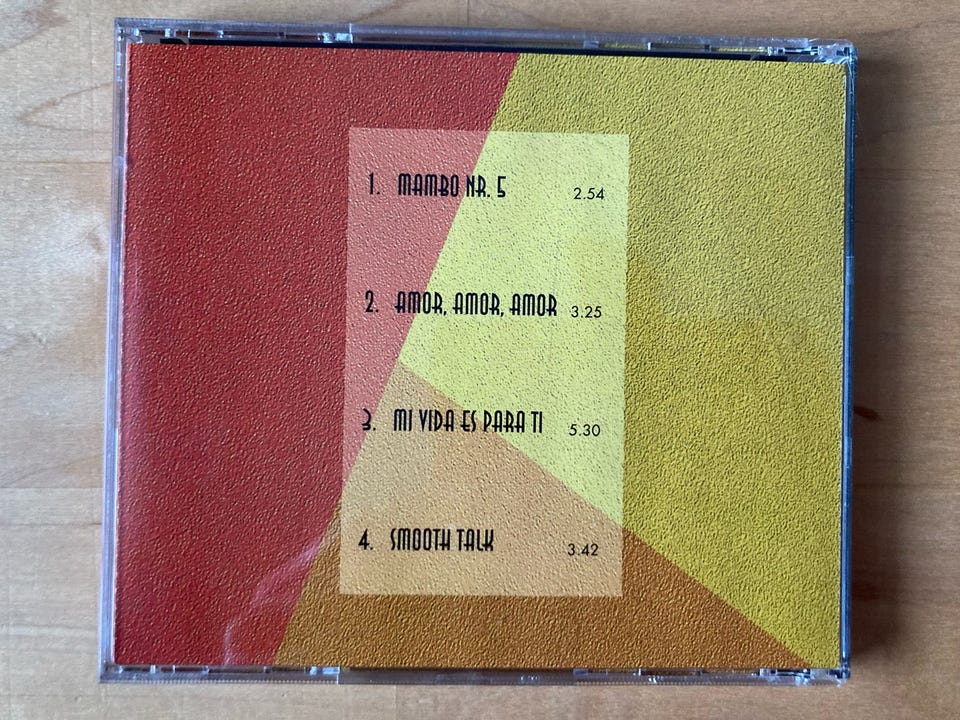 1. MAMBO NR. 5 2.54
2. AMOR, AMOR, AMOR 3.25
3. MI VIDA ES PARA TI 5.30
4. SMOOTH TALK 3.42